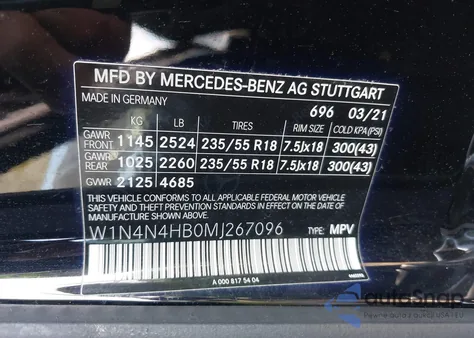 MFD BY MERCEDES-BENZ AG STUTTGART
MADE IN GERMANY 696 03/21
KG LB TIRES RIM SIZE COLD KPA(PSI)
GAWR FRONT 1145 2524 235/55 R18 7.5Jx18 300(43)
GAWR REAR 1025 2260 235/55 R18 7.5Jx18 300(43)
GVWR 2125 4685
THIS VEHICLE CONFORMS TO ALL APPLICABLE FEDERAL MOTOR VEHICLE
SAFETY AND THEFT PREVENTION STANDARDS IN EFFECT ON THE DATE
OF MANUFACTURE SHOWN ABOVE.
W1N4N4HB0MJ267096 TYPE: MPV
A 000 817 54 04
autoSnap